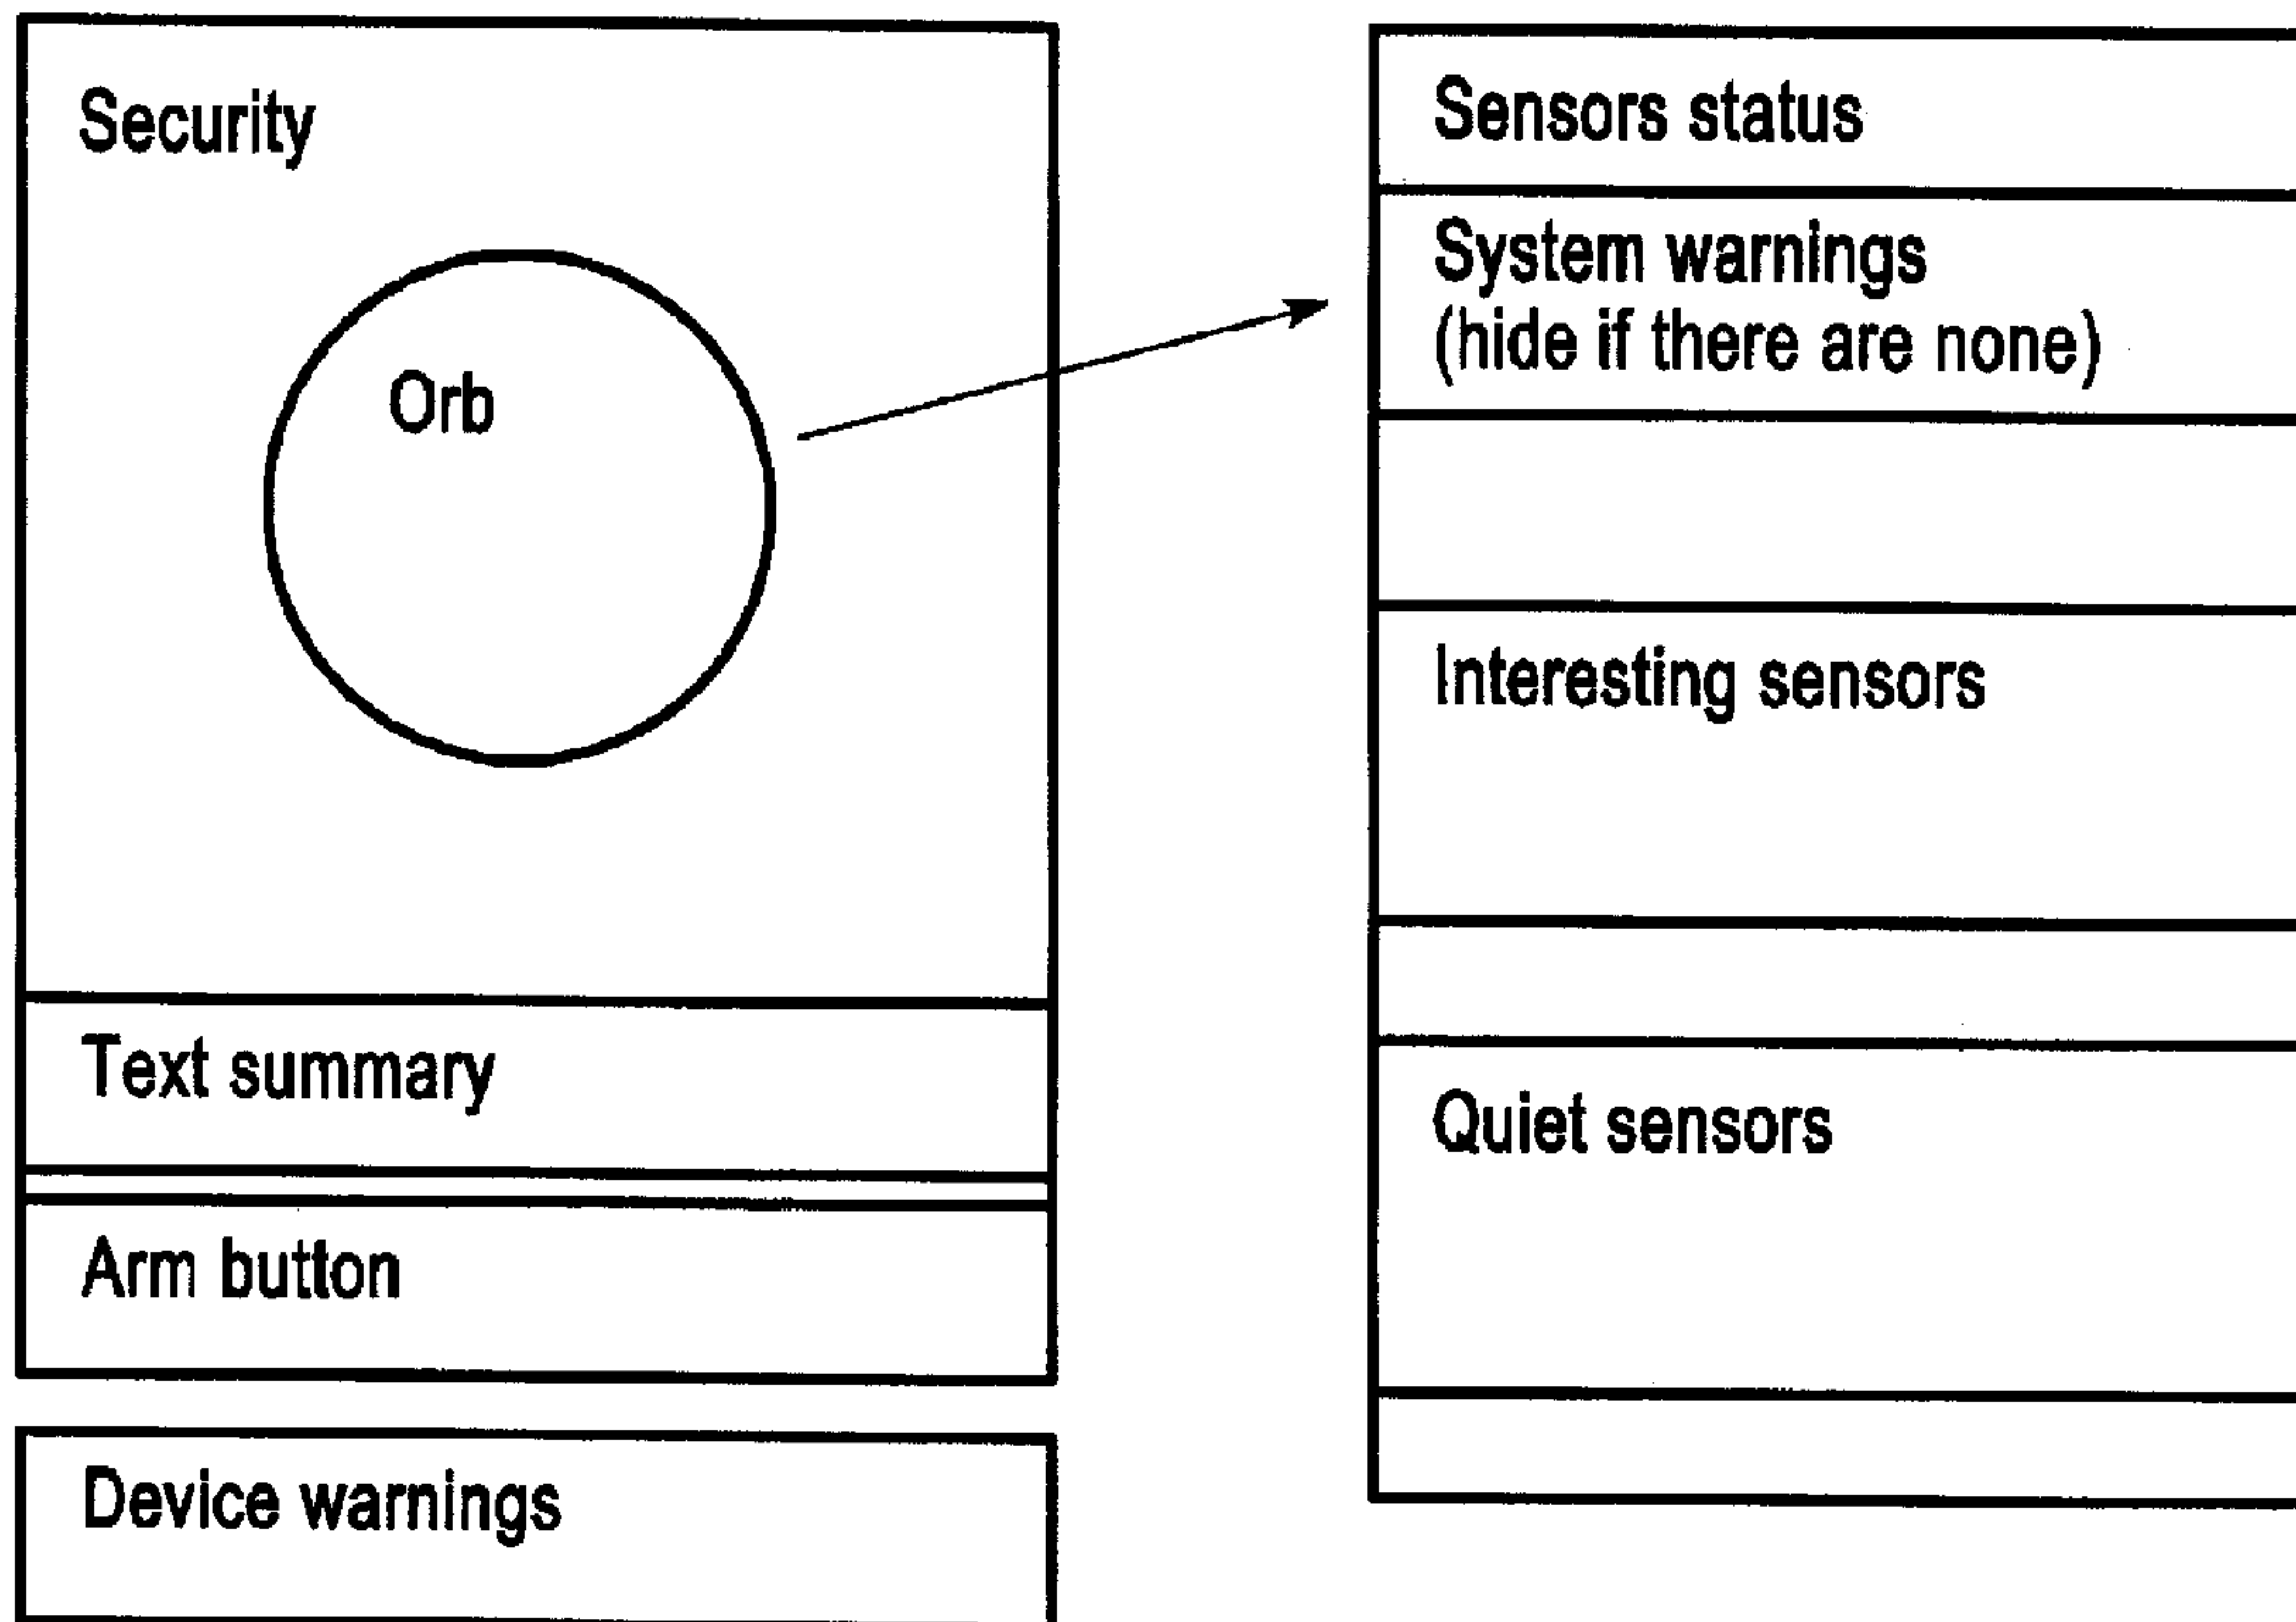 Security
Orb
Text summary
Arm button
Device warnings
Sensors status
System warnings
(hide if there are none)
Interesting sensors
Quiet sensors